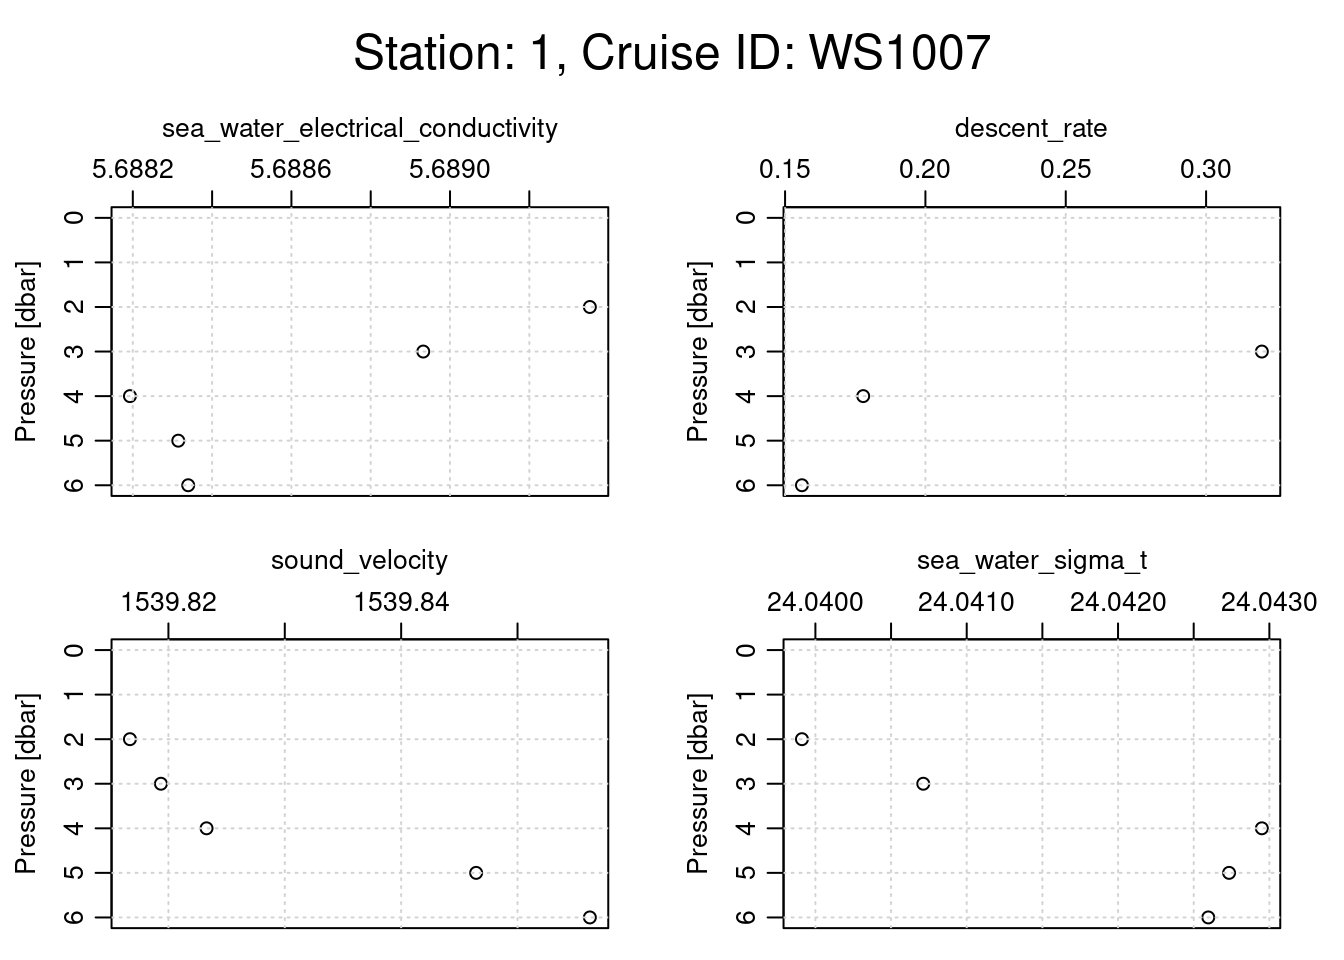 Station: 1, Cruise ID: WS1007
sea_water_electrical_conductivity
5.6882 5.6886 5.6890
Pressure [dbar]
0
1
2
3
4
5
6
descent_rate
0.15 0.20 0.25 0.30
Pressure [dbar]
0
1
2
3
4
5
6
sound_velocity
1539.82 1539.84
Pressure [dbar]
0
1
2
3
4
5
6
sea_water_sigma_t
24.0400 24.0410 24.0420 24.0430
Pressure [dbar]
0
1
2
3
4
5
6